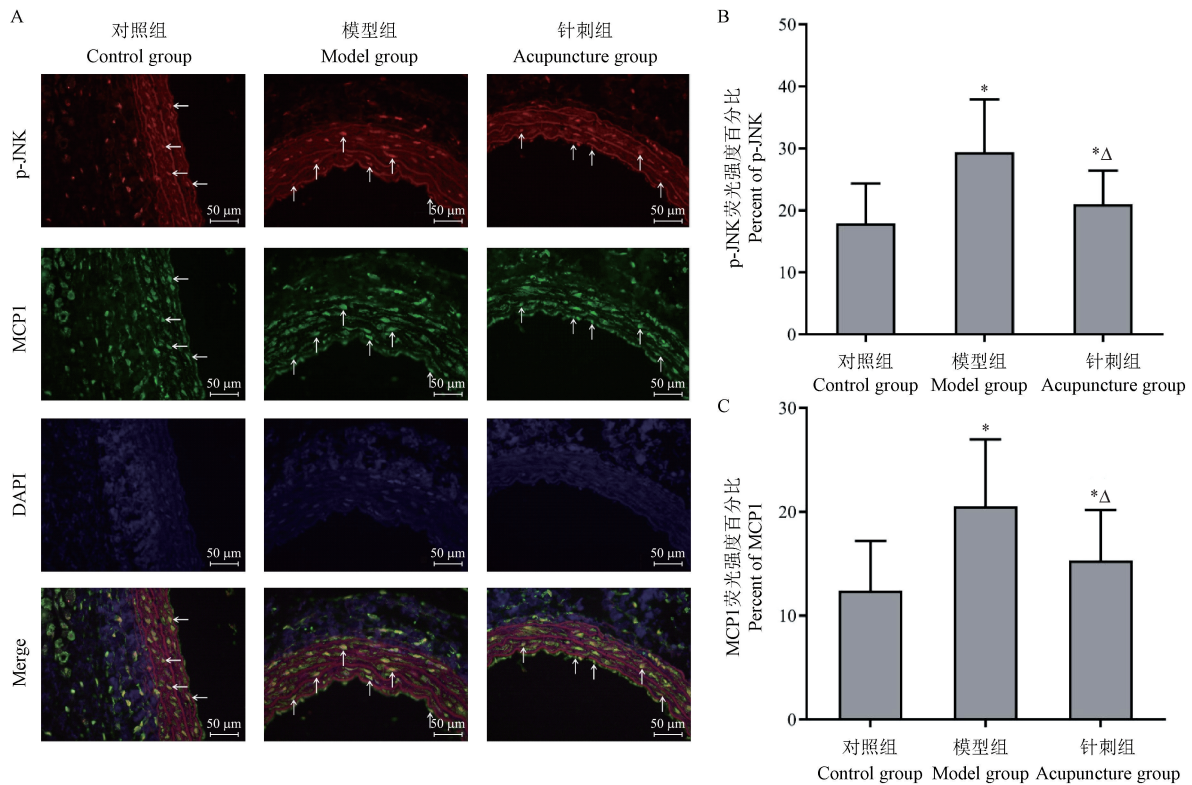 A
对照组
Control group
模型组
Model group
针刺组
Acupuncture group
p-JNK
50 μm
50 μm
50 μm
MCP1
50 μm
50 μm
50 μm
DAPI
50 μm
50 μm
50 μm
Merge
50 μm
50 μm
50 μm
B
p-JNK荧光强度百分比
Percent of p-JNK
50
40
30
20
10
0
*
*Δ
对照组
Control group
模型组
Model group
针刺组
Acupuncture group
C
MCP1荧光强度百分比
Percent of MCP1
30
20
10
0
*
*Δ
对照组
Control group
模型组
Model group
针刺组
Acupuncture group